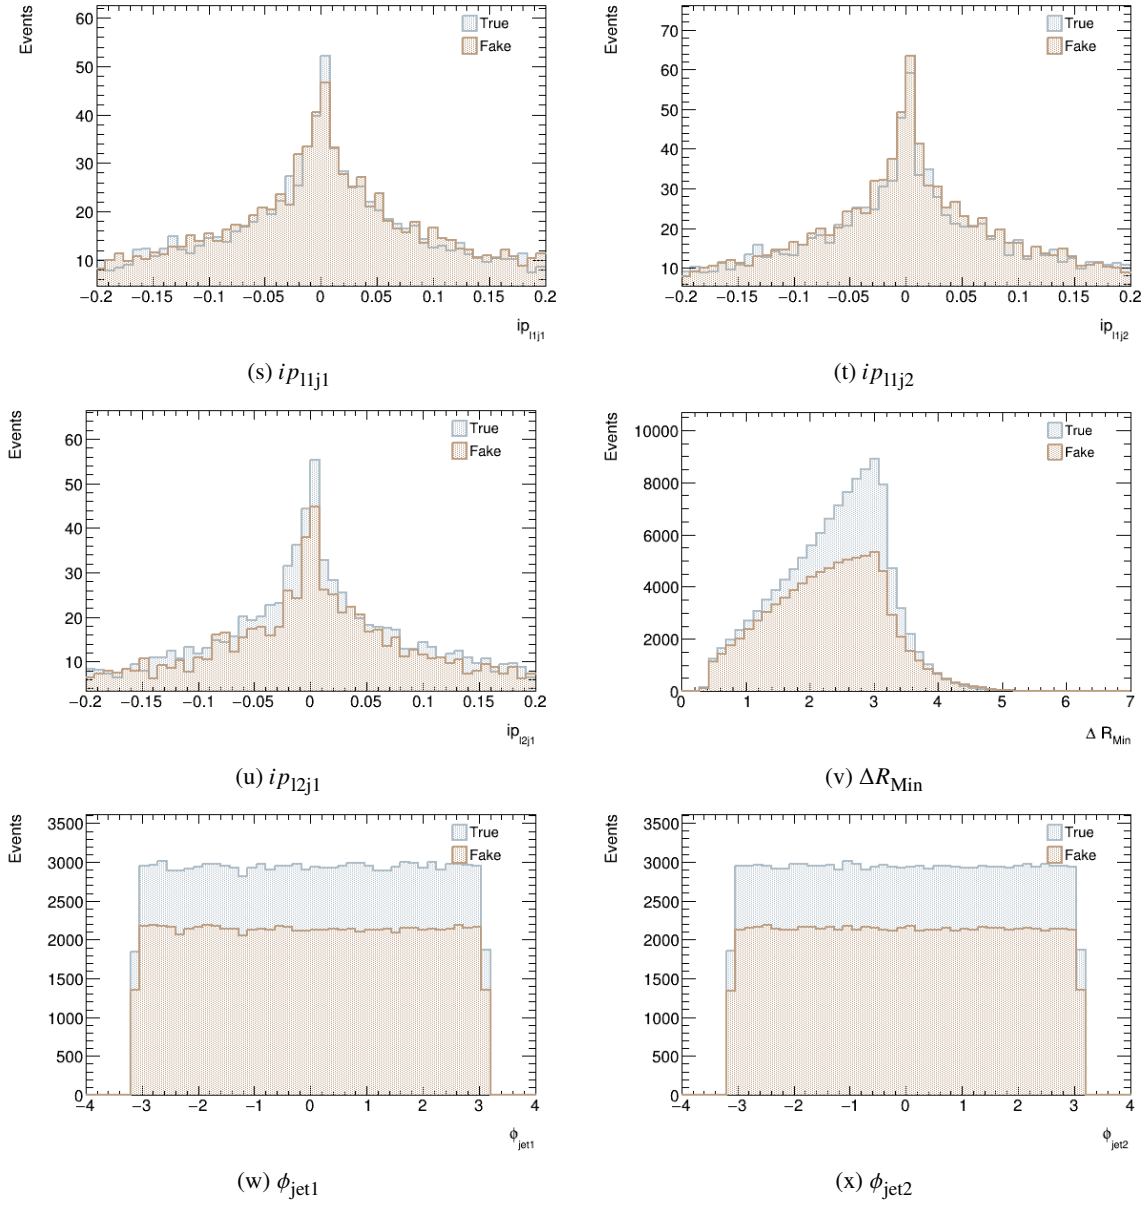 Events
60
50
40
30
20
10
True
Fake
−0.2 −0.15 −0.1 −0.05 0 0.05 0.1 0.15 0.2
ip_l1j1
(s) ip_l1j1
Events
70
60
50
40
30
20
10
True
Fake
−0.2 −0.15 −0.1 −0.05 0 0.05 0.1 0.15 0.2
ip_l1j2
(t) ip_l1j2
Events
60
50
40
30
20
10
True
Fake
−0.2 −0.15 −0.1 −0.05 0 0.05 0.1 0.15 0.2
ip_l2j1
(u) ip_l2j1
Events
10000
8000
6000
4000
2000
0
True
Fake
0 1 2 3 4 5 6 7
Δ R_Min
(v) ΔR_Min
Events
3500
3000
2500
2000
1500
1000
500
0
True
Fake
−4 −3 −2 −1 0 1 2 3 4
ϕ_jet1
(w) ϕ_jet1
Events
3500
3000
2500
2000
1500
1000
500
0
True
Fake
−4 −3 −2 −1 0 1 2 3 4
ϕ_jet2
(x) ϕ_jet2